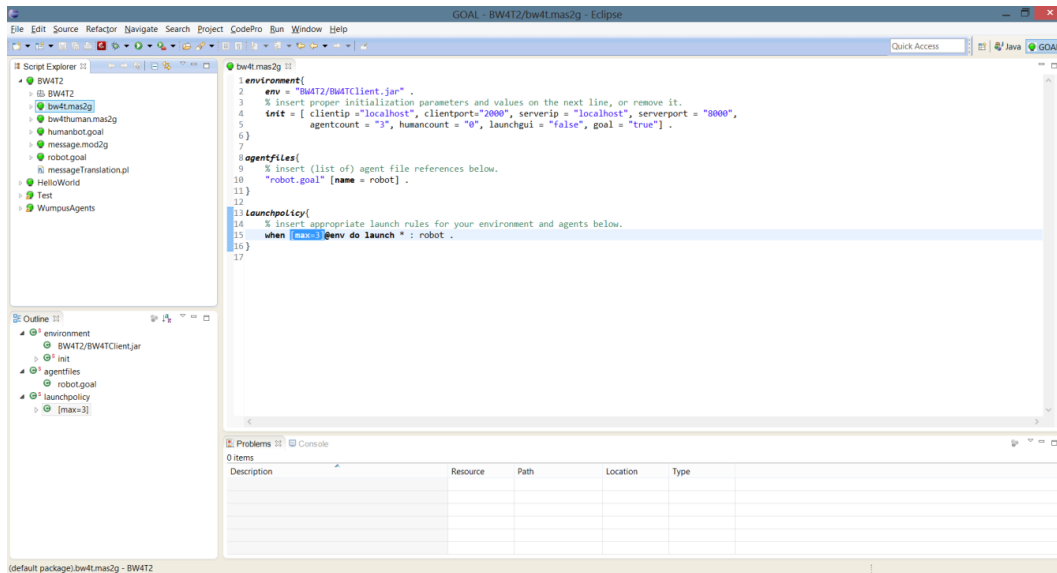 GOAL - BW4T2/bw4t.mas2g - Eclipse
File Edit Source Refactor Navigate Search Project CodePro Run Window Help
Quick Access
Java
GOAL
Script Explorer
BW4T2
BW4T2
bw4t.mas2g
bw4thuman.mas2g
humanbot.goal
message.mod2g
robot.goal
messageTranslation.pl
HelloWorld
Test
WumpusAgents
bw4t.mas2g
1 environment{
2 env = "BW4T2/BW4TClient.jar" .
3 % insert proper initialization parameters and values on the next line, or remove it.
4 init = [ clientip ="localhost", clientport="2000", serverip = "localhost", serverport = "8000",
5 agentcount = "3", humancount = "0", launchgui = "false", goal = "true"] .
6 }
7
8 agentfiles{
9 % insert (list of) agent file references below.
10 "robot.goal" [name = robot] .
11 }
12
13 launchpolicy{
14 % insert appropriate launch rules for your environment and agents below.
15 when [max=3]@env do launch * : robot .
16 }
17
Outline
environment
BW4T2/BW4TClient.jar
init
agentfiles
robot.goal
launchpolicy
[max=3]
Problems Console
0 items
Description Resource Path Location Type
(default package).bw4t.mas2g - BW4T2